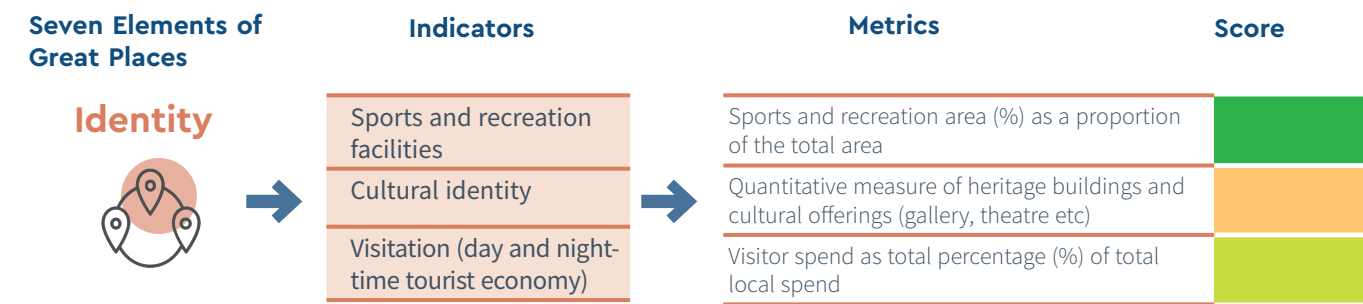 Seven Elements of
Great Places
Indicators
Metrics
Score
Identity
Sports and recreation
facilities
Sports and recreation area (%) as a proportion
of the total area
Cultural identity
Quantitative measure of heritage buildings and
cultural offerings (gallery, theatre etc)
Visitation (day and night-
time tourist economy)
Visitor spend as total percentage (%) of total
local spend